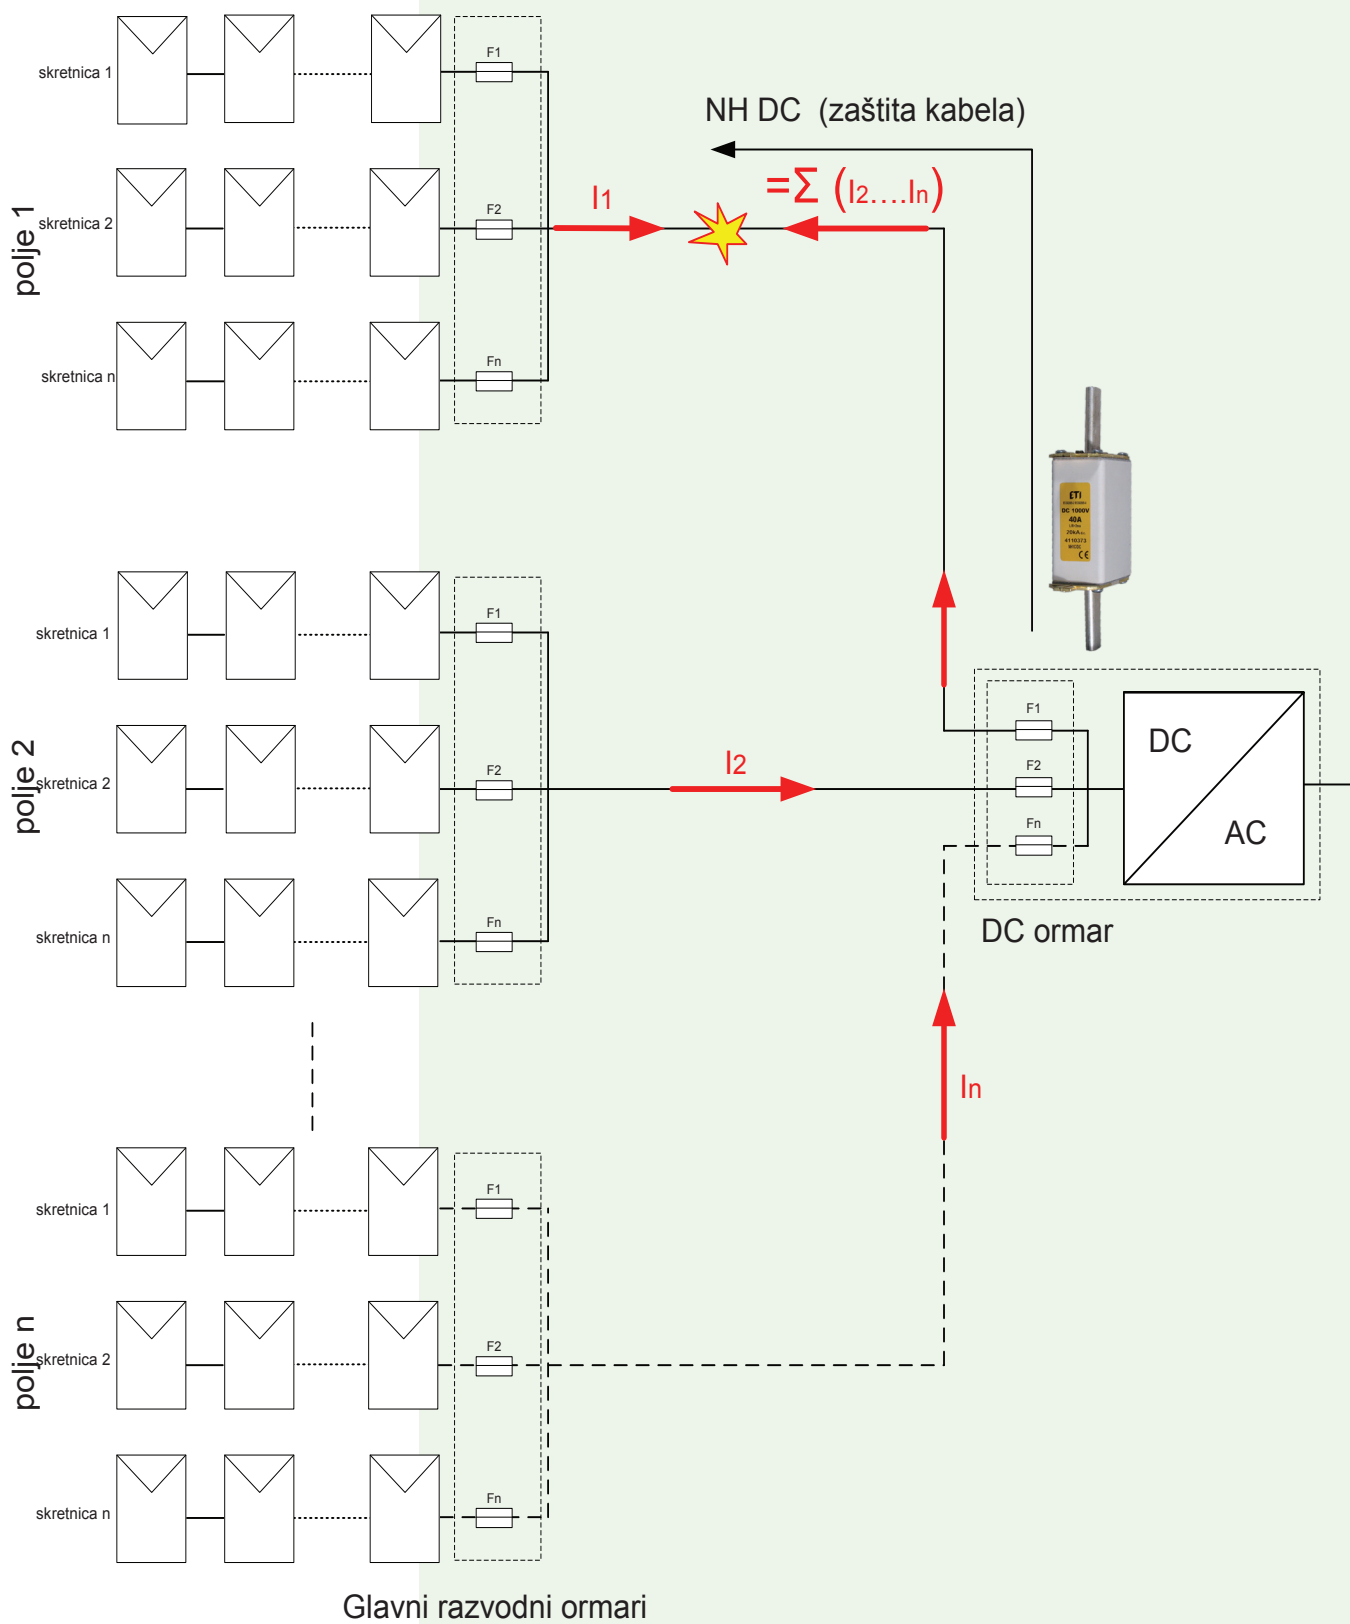 polje 1
skretnica 1
F1
skretnica 2
F2
skretnica n
Fn
NH DC (zaštita kabela)
I1
=Σ (I2....In)
ETI
DC 1000V
40A
4110373
CE
polje 2
skretnica 1
F1
skretnica 2
F2
skretnica n
Fn
I2
F1
F2
Fn
DC
AC
DC ormar
In
polje n
skretnica 1
F1
skretnica 2
F2
skretnica n
Fn
Glavni razvodni ormari